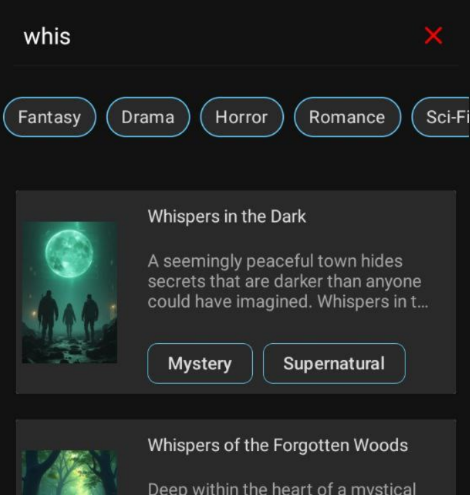 whis
Fantasy Drama Horror Romance Sci-Fi
Whispers in the Dark
A seemingly peaceful town hides
secrets that are darker than anyone
could have imagined. Whispers in t...
Mystery Supernatural
Whispers of the Forgotten Woods
Deep within the heart of a mystical